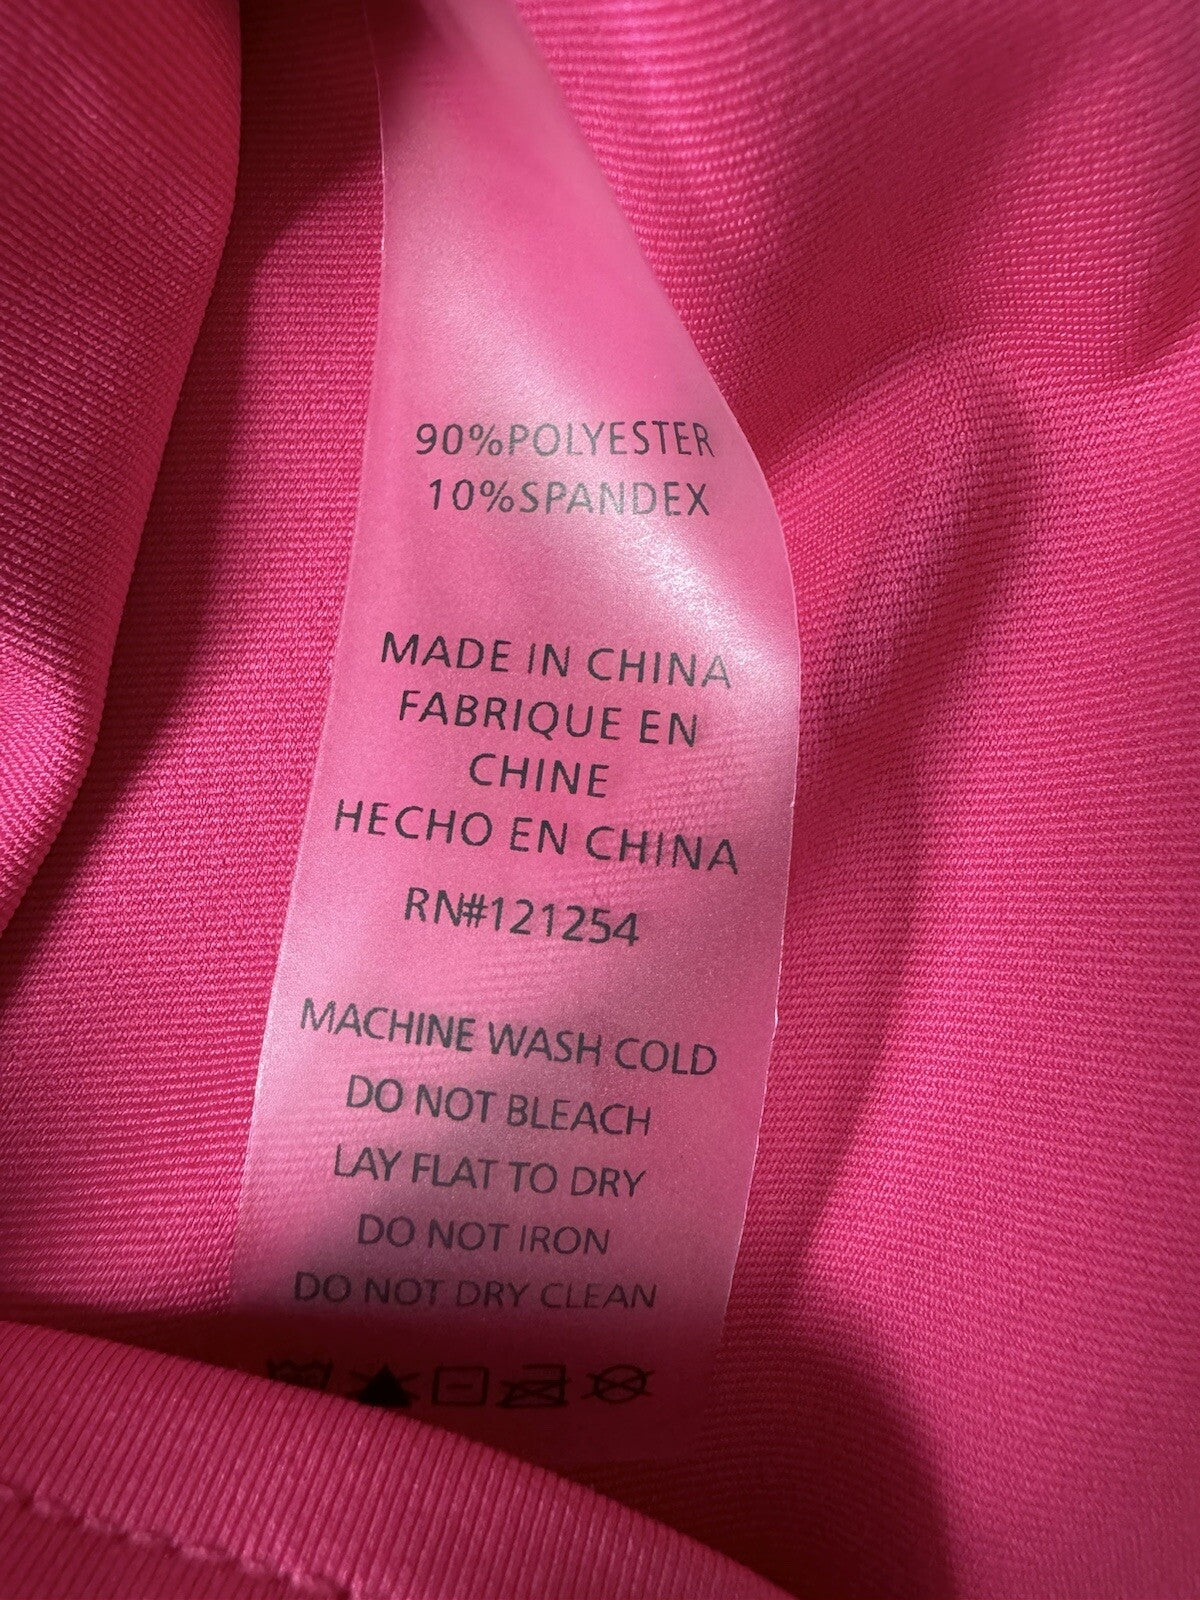 90%POLYESTER
10%SPANDEX
MADE IN CHINA
FABRIQUE EN
CHINE
HECHO EN CHINA
RN#121254
MACHINE WASH COLD
DO NOT BLEACH
LAY FLAT TO DRY
DO NOT IRON
DO NOT DRY CLEAN